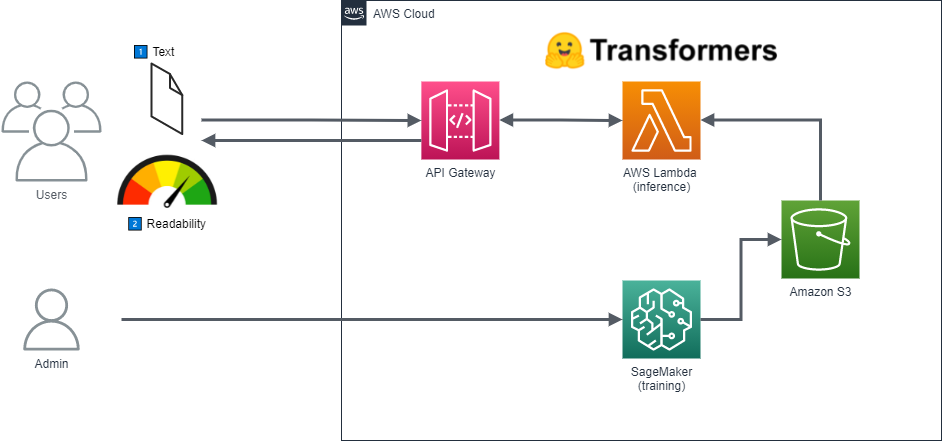 aws
AWS Cloud
Transformers
1 Text
Users
2 Readability
</>
API Gateway
AWS Lambda
(inference)
Amazon S3
Admin
SageMaker
(training)